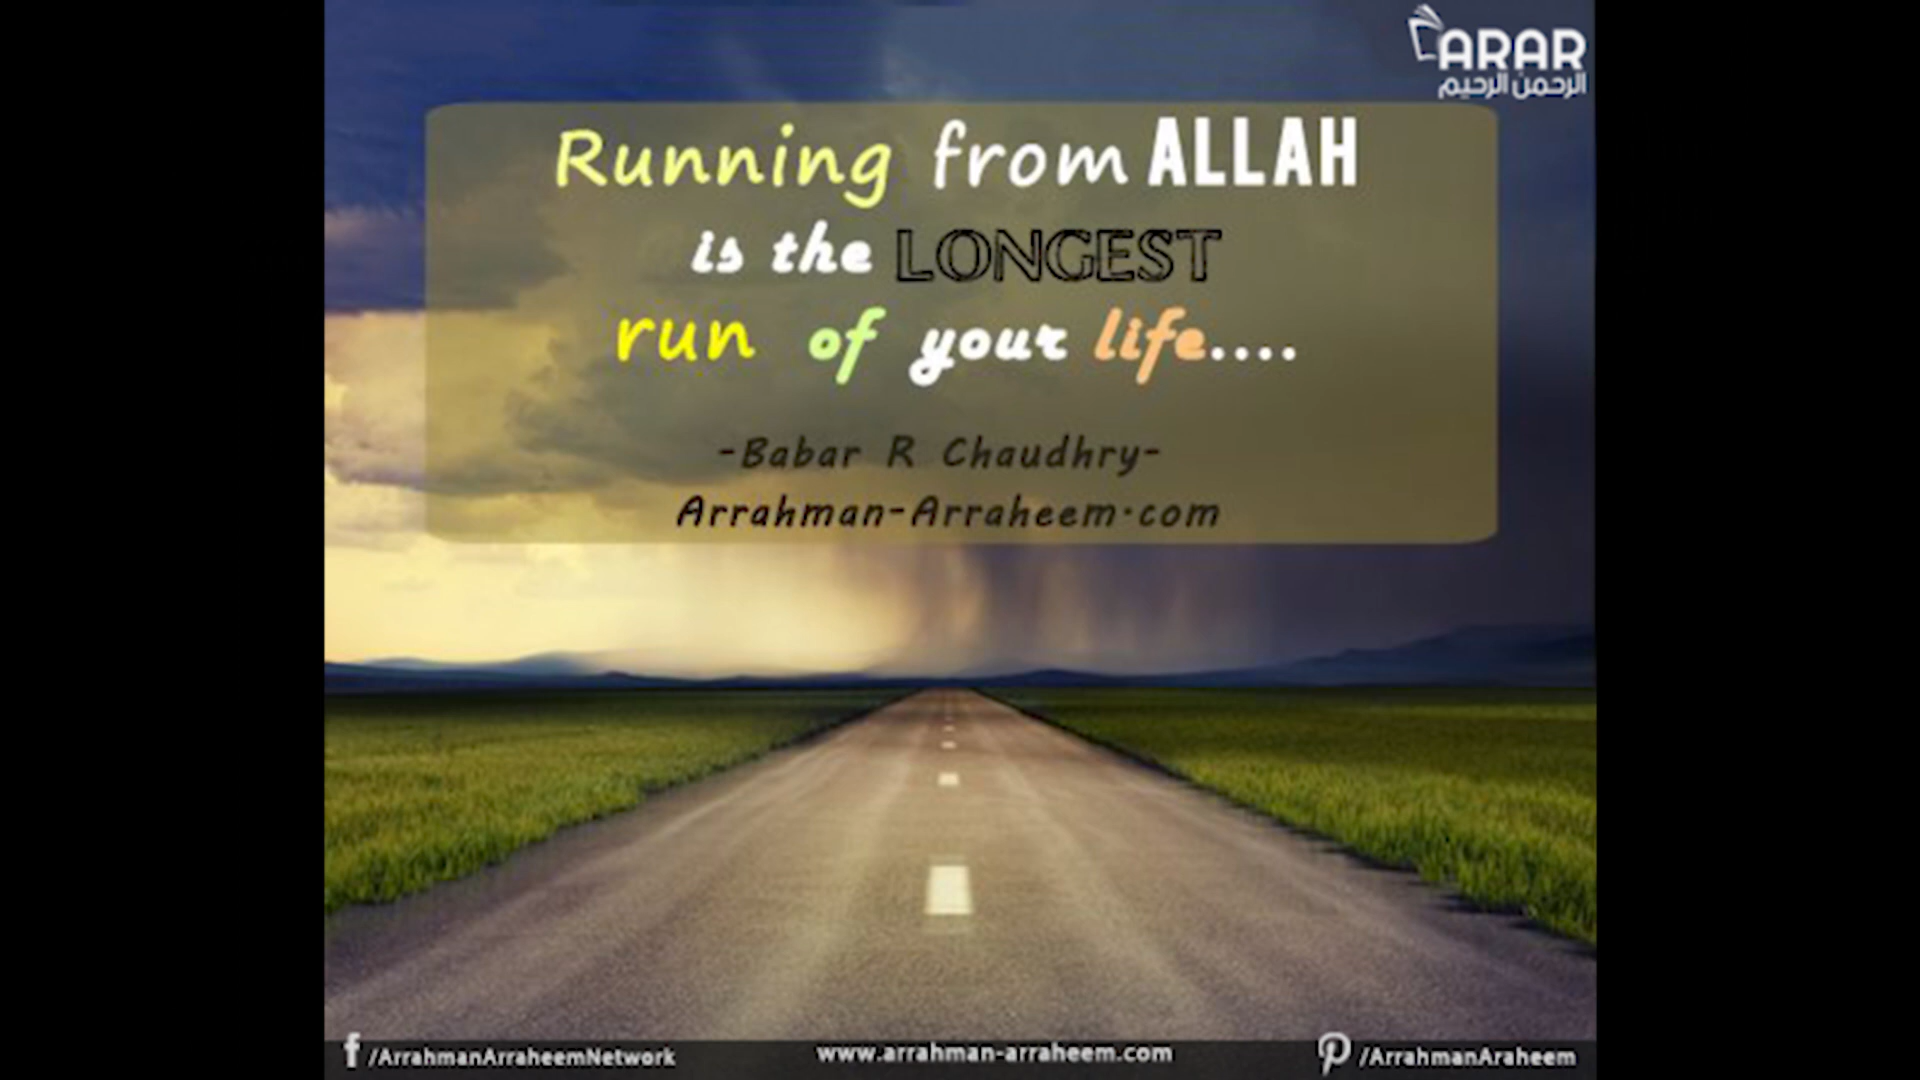 ARAR
الرحمن الرحيم
Running from ALLAH
is the LONGEST
run of your life....
-Babar R Chaudhry-
Arrahman-Arraheem.com
f /ArrahmanArraheemNetwork
www.arrahman-arraheem.com
/ArrahmanAraheem